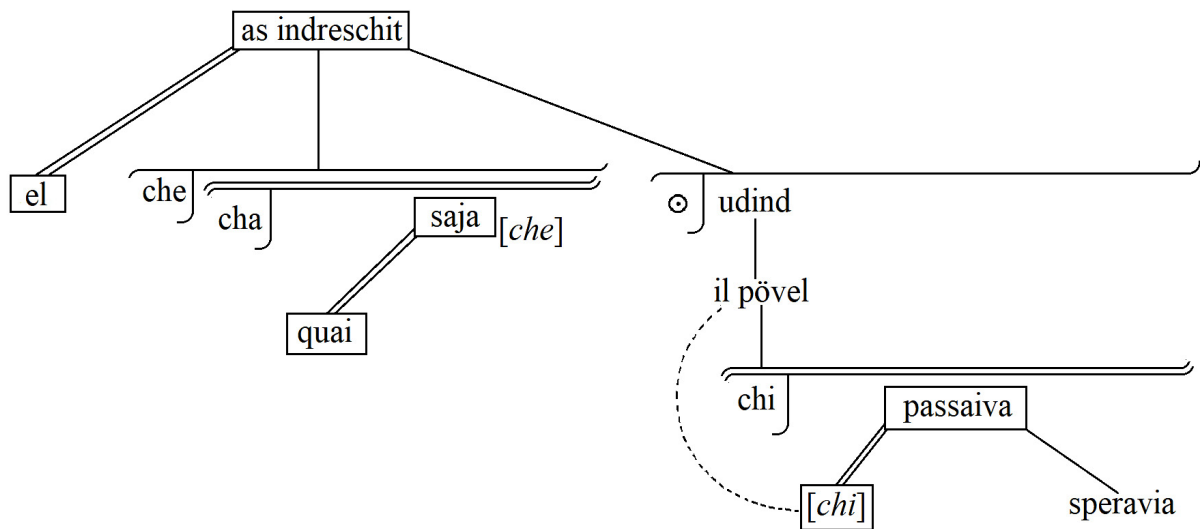 as indreschit
el
che
cha
saja [che]
quai
⊙
udind
il pövel
chi
passaiva
[chi]
speravia